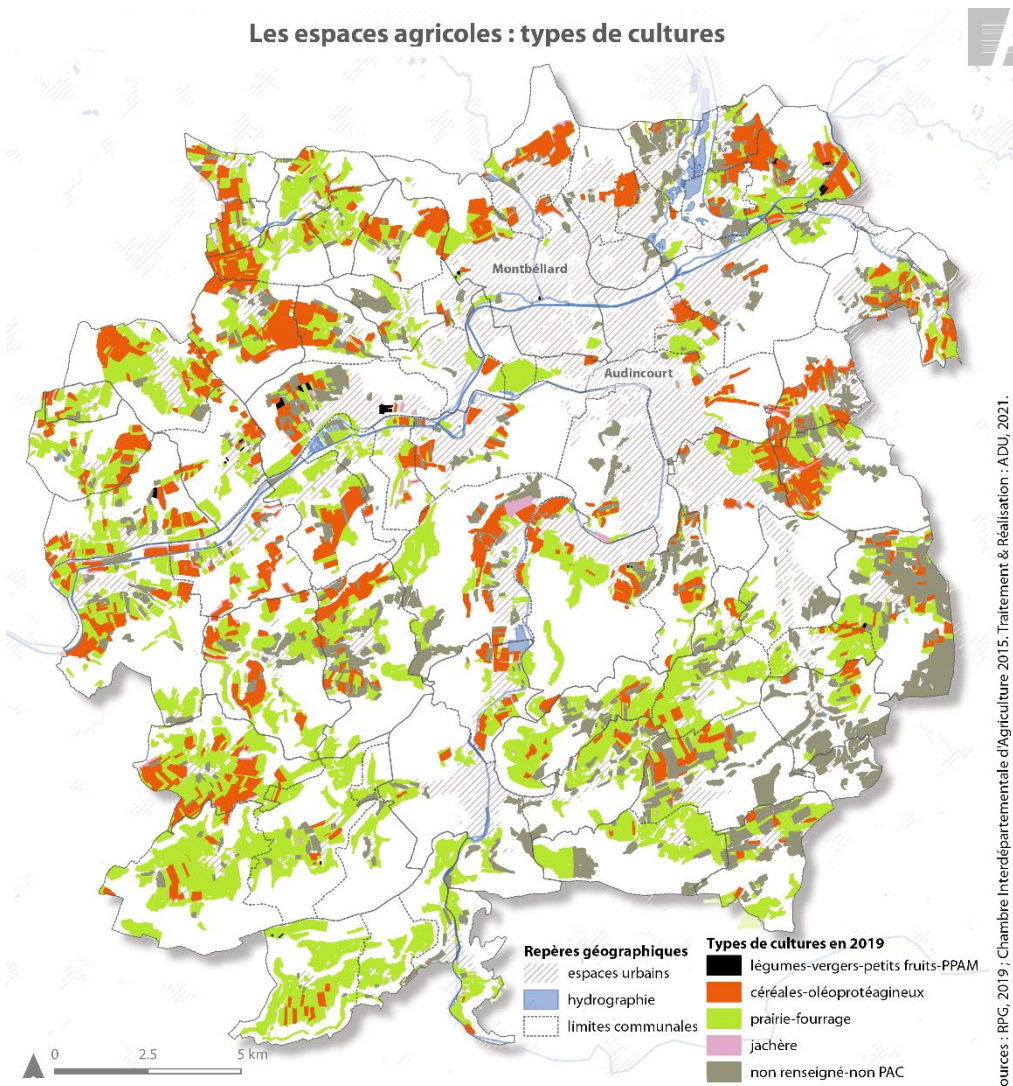 Les espaces agricoles : types de cultures
Montbéliard
Audincourt
Repères géographiques
espaces urbains
hydrographie
limites communales
Types de cultures en 2019
légumes-vergers-petits fruits-PPAM
céréales-oléoprotéagineux
prairie-fourrage
jachère
non renseigné-non PAC
0 2.5 5 km
ources : RPG, 2019 ; Chambre Interdépartementale d'Agriculture 2015. Traitement & Réalisation : ADU, 2021.